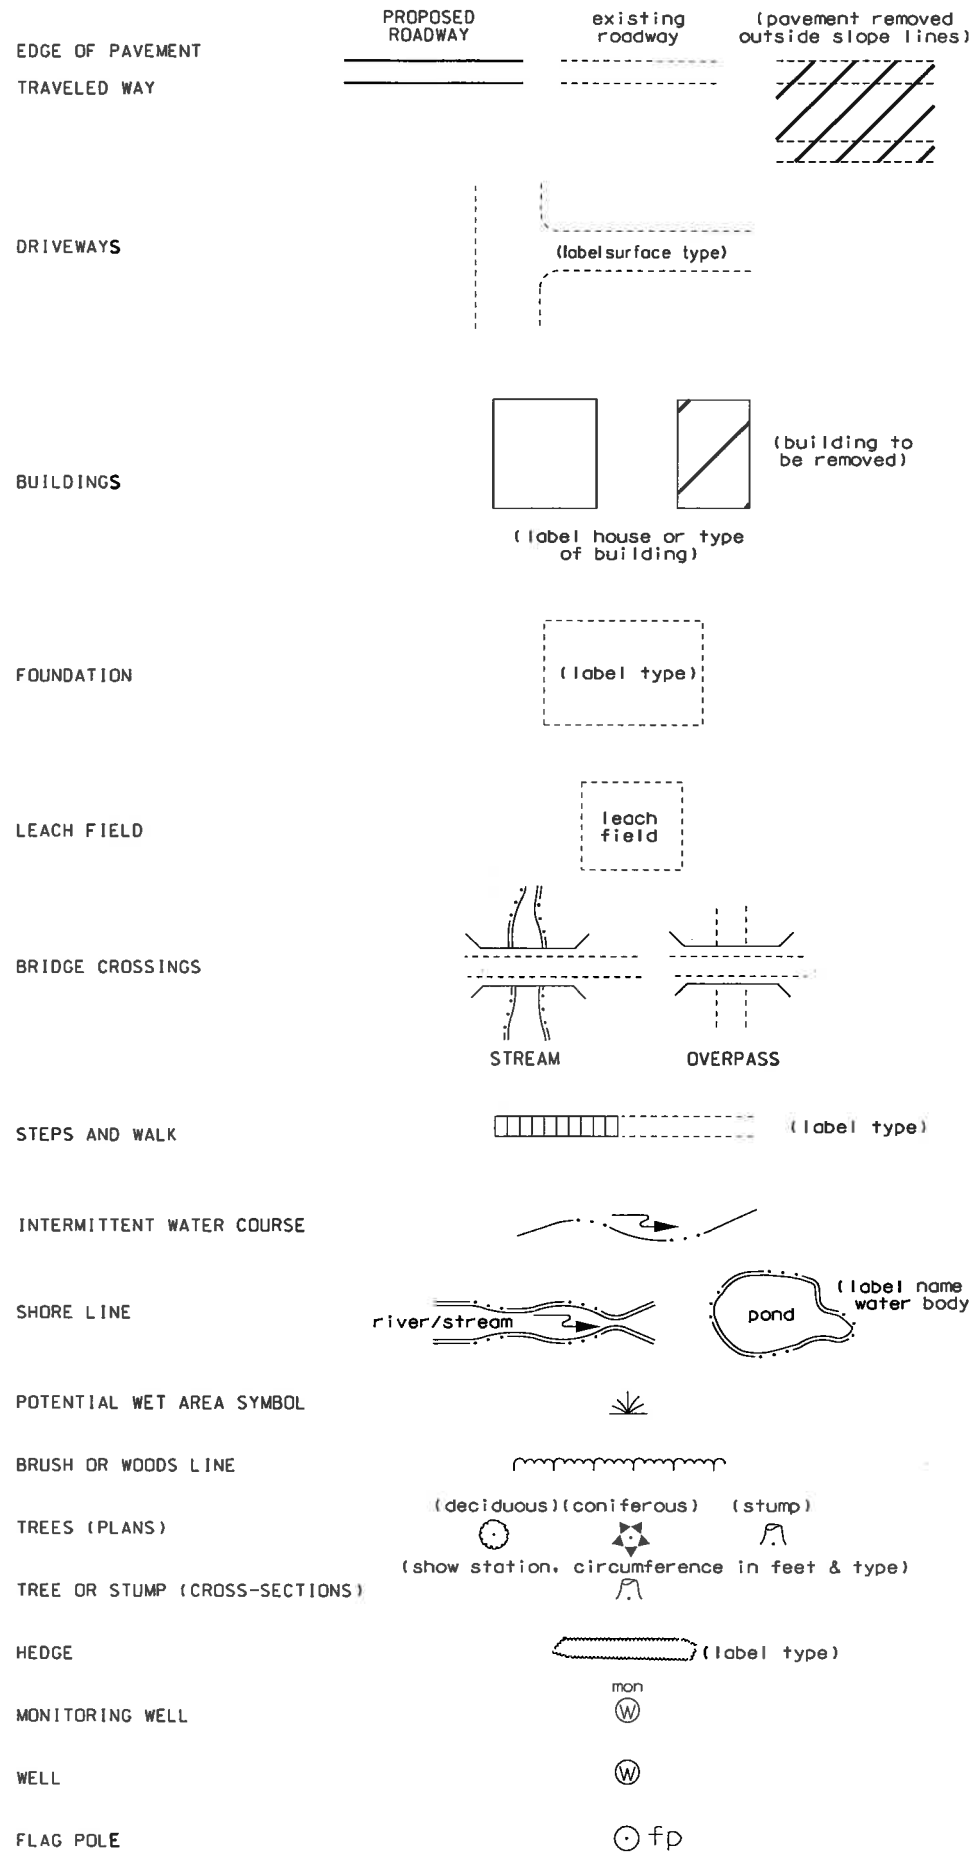 PROPOSED
ROADWAY
existing
roadway
(pavement removed
outside slope lines)
EDGE OF PAVEMENT
TRAVELED WAY
DRIVEWAYS
(label surface type)
BUILDINGS
(building to
be removed)
(label house or type
of building)
FOUNDATION
(label type)
LEACH FIELD
leach
field
BRIDGE CROSSINGS
STREAM
OVERPASS
STEPS AND WALK
(label type)
INTERMITTENT WATER COURSE
SHORE LINE
river/stream
pond
(label name
water body
POTENTIAL WET AREA SYMBOL
BRUSH OR WOODS LINE
TREES (PLANS)
(deciduous) (coniferous) (stump)
(show station, circumference in feet & type)
TREE OR STUMP (CROSS-SECTIONS)
HEDGE
(label type)
MONITORING WELL
mon
W
WELL
W
FLAG POLE
fp